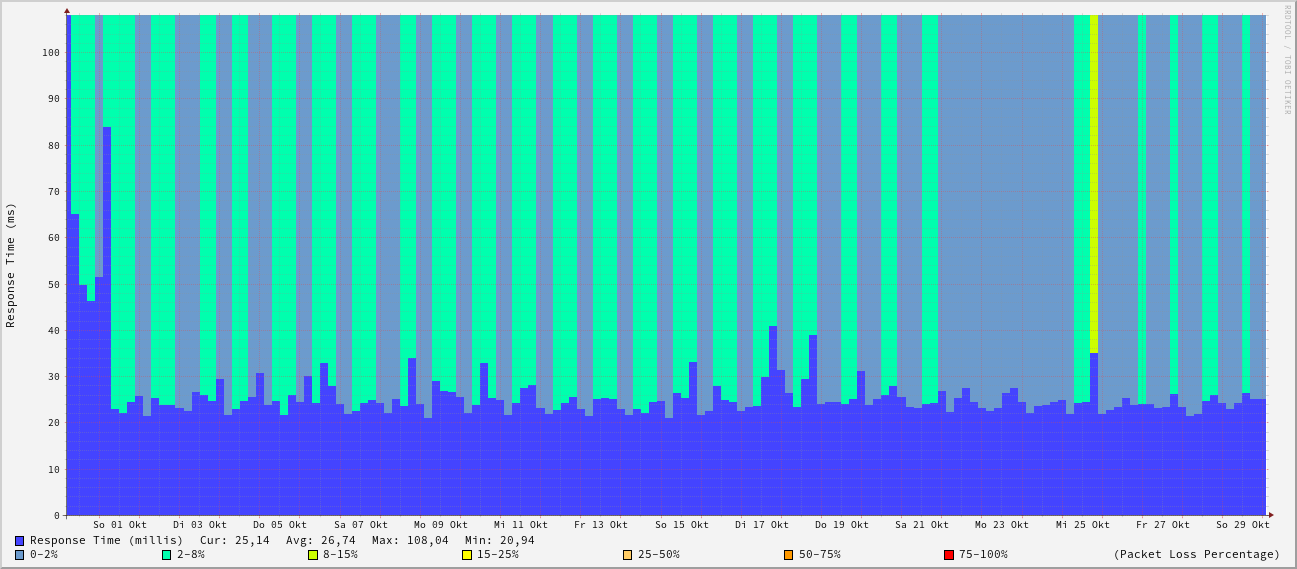 RRDTOOL / TOBI OETIKER
Response Time (ms)
100
90
80
70
60
50
40
30
20
10
0
So 01 Okt Di 03 Okt Do 05 Okt Sa 07 Okt Mo 09 Okt Mi 11 Okt Fr 13 Okt So 15 Okt Di 17 Okt Do 19 Okt Sa 21 Okt Mo 23 Okt Mi 25 Okt Fr 27 Okt So 29 Okt
Response Time (millis) Cur: 25,14 Avg: 26,74 Max: 108,04 Min: 20,94
0-2% 2-8% 8-15% 15-25% 25-50% 50-75% 75-100% (Packet Loss Percentage)